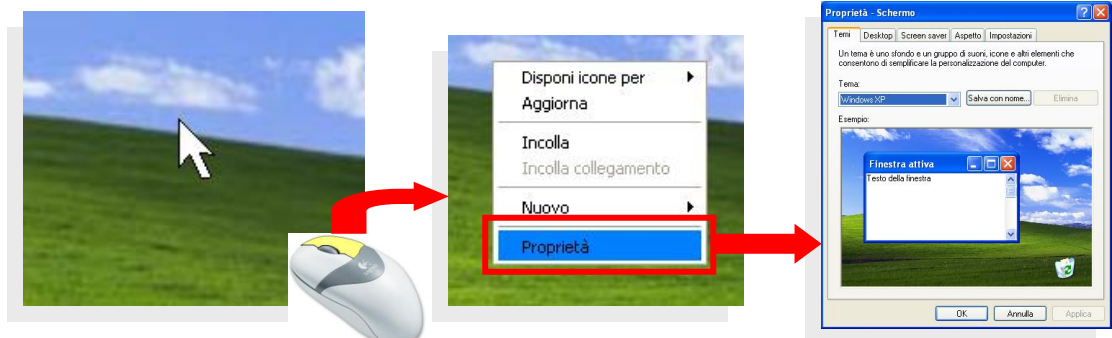 Disponi icone per
Aggiorna
Incolla
Incolla collegamento
Nuovo
Proprietà
Proprietà - Schermo
Temi Desktop Screen saver Aspetto Impostazioni
Un tema è uno sfondo e un gruppo di suoni, icone e altri elementi che
consentono di semplificare la personalizzazione del computer.
Tema:
Windows XP Salva con nome... Elimina
Esempio:
Finestra attiva
Testo della finestra
OK Annulla Applica